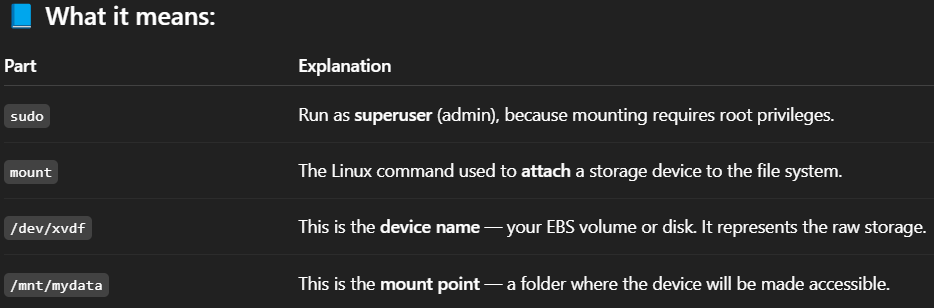 📘 What it means:
Part Explanation
sudo Run as superuser (admin), because mounting requires root privileges.
mount The Linux command used to attach a storage device to the file system.
/dev/xvdf This is the device name — your EBS volume or disk. It represents the raw storage.
/mnt/mydata This is the mount point — a folder where the device will be made accessible.